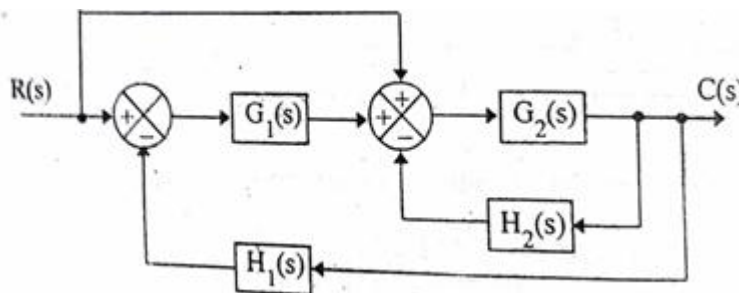 R(s)
+
−
G₁(s)
+
+
−
G₂(s)
C(s)
H₂(s)
H₁(s)